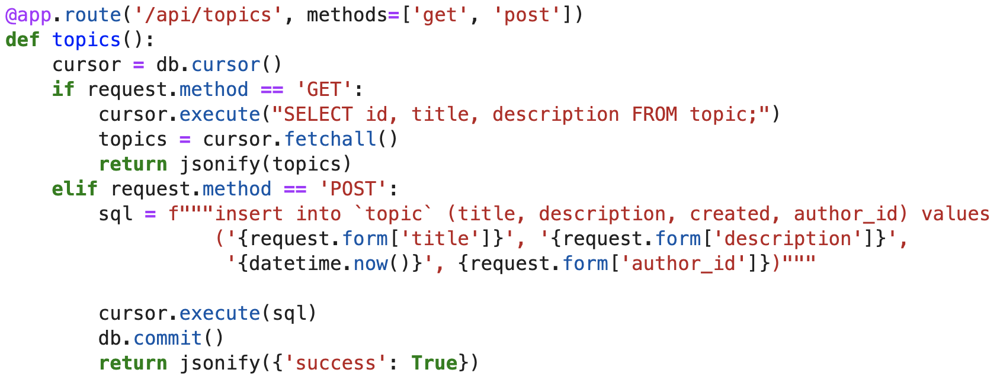 @app.route('/api/topics', methods=['get', 'post'])
def topics():
    cursor = db.cursor()
    if request.method == 'GET':
        cursor.execute("SELECT id, title, description FROM topic;")
        topics = cursor.fetchall()
        return jsonify(topics)
    elif request.method == 'POST':
        sql = f"""insert into `topic` (title, description, created, author_id) values
                  ('{request.form['title']}', '{request.form['description']}',
                   '{datetime.now()}', {request.form['author_id']})"""

        cursor.execute(sql)
        db.commit()
        return jsonify({'success': True})